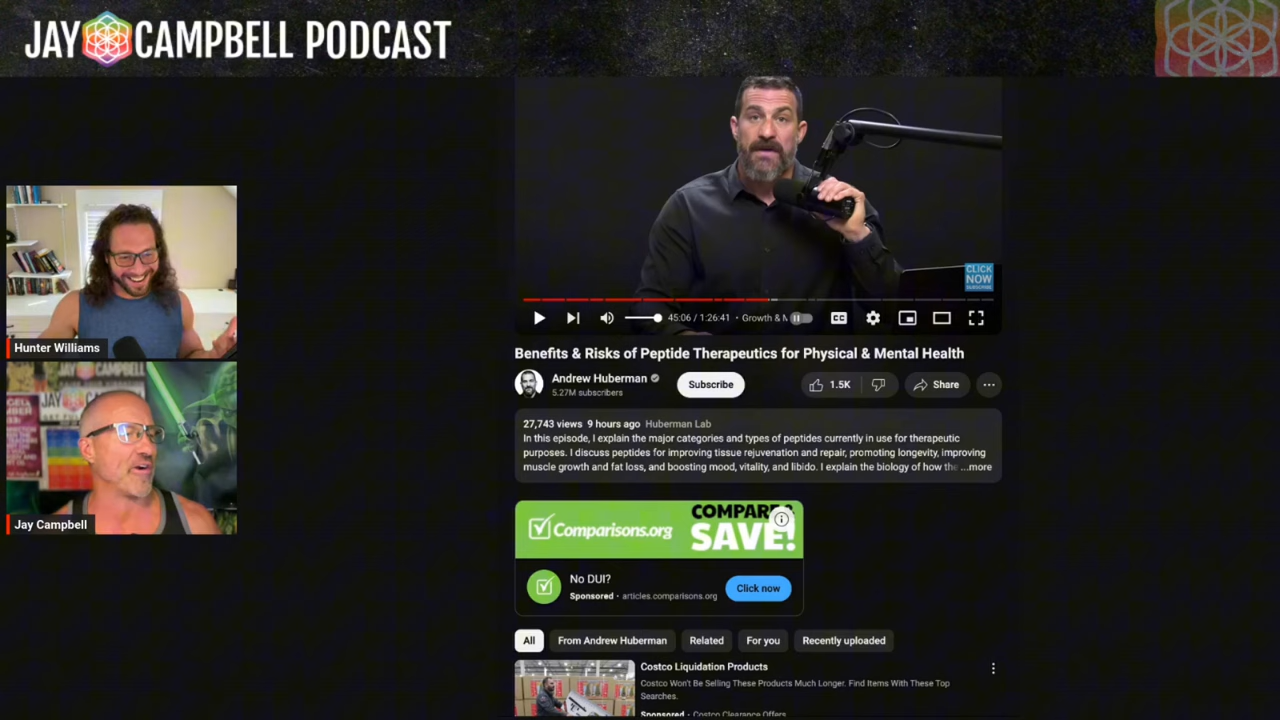 JAY CAMPBELL PODCAST
Hunter Williams
Jay Campbell
CLICK
NOW
SUBSCRIBE
45:06 / 1:26:41 • Growth & M
CC
Benefits & Risks of Peptide Therapeutics for Physical & Mental Health
Andrew Huberman
5.27M subscribers
Subscribe
1.5K
Share
27,743 views 9 hours ago Huberman Lab
In this episode, I explain the major categories and types of peptides currently in use for therapeutic
purposes. I discuss peptides for improving tissue rejuvenation and repair, promoting longevity, improving
muscle growth and fat loss, and boosting mood, vitality, and libido. I explain the biology of how the ...more
Comparisons.org
COMPARE &
SAVE!
No DUI?
Sponsored • articles.comparisons.org
Click now
All
From Andrew Huberman
Related
For you
Recently uploaded
Costco Liquidation Products
Costco Won't Be Selling These Products Much Longer. Find Items With These Top
Searches.
Sponsored • Costco Clearance Offers